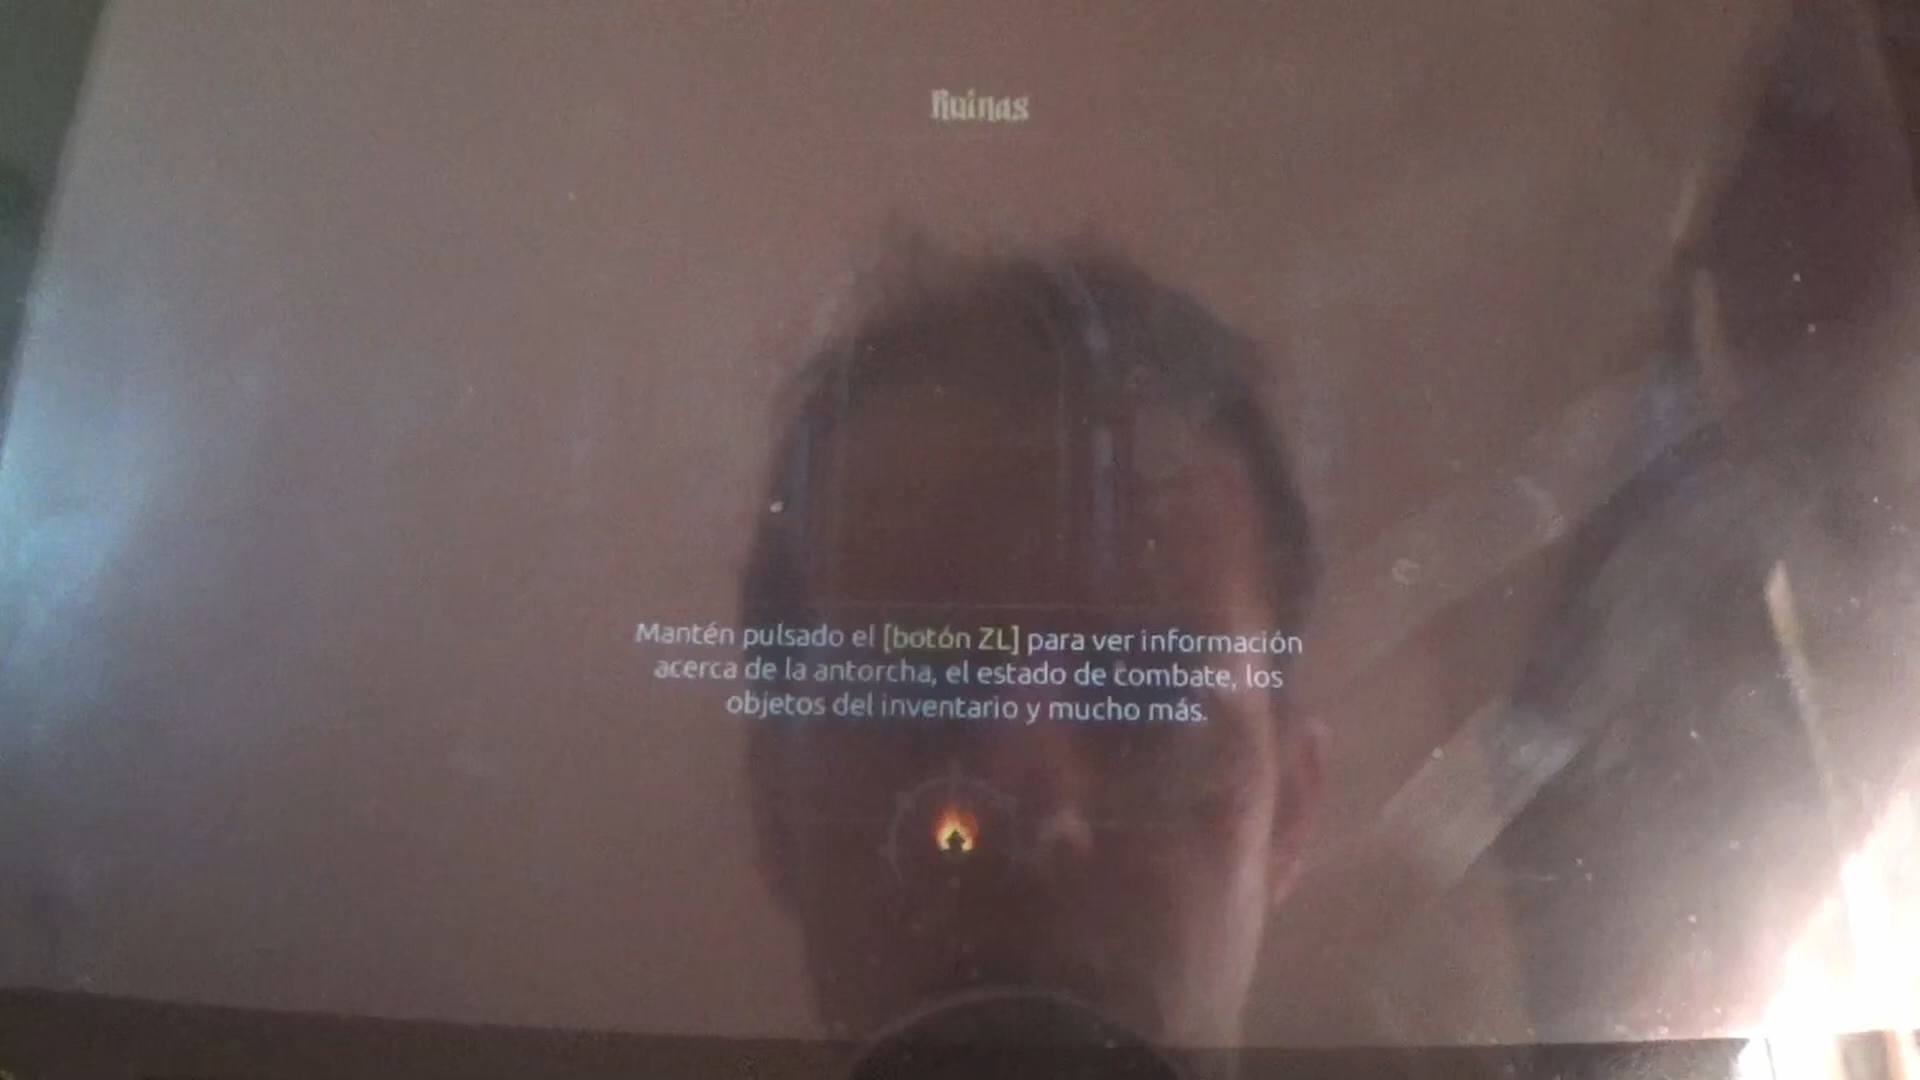 Ruinas
Mantén pulsado el [botón ZL] para ver información
acerca de la antorcha, el estado de combate, los
objetos del inventario y mucho más.